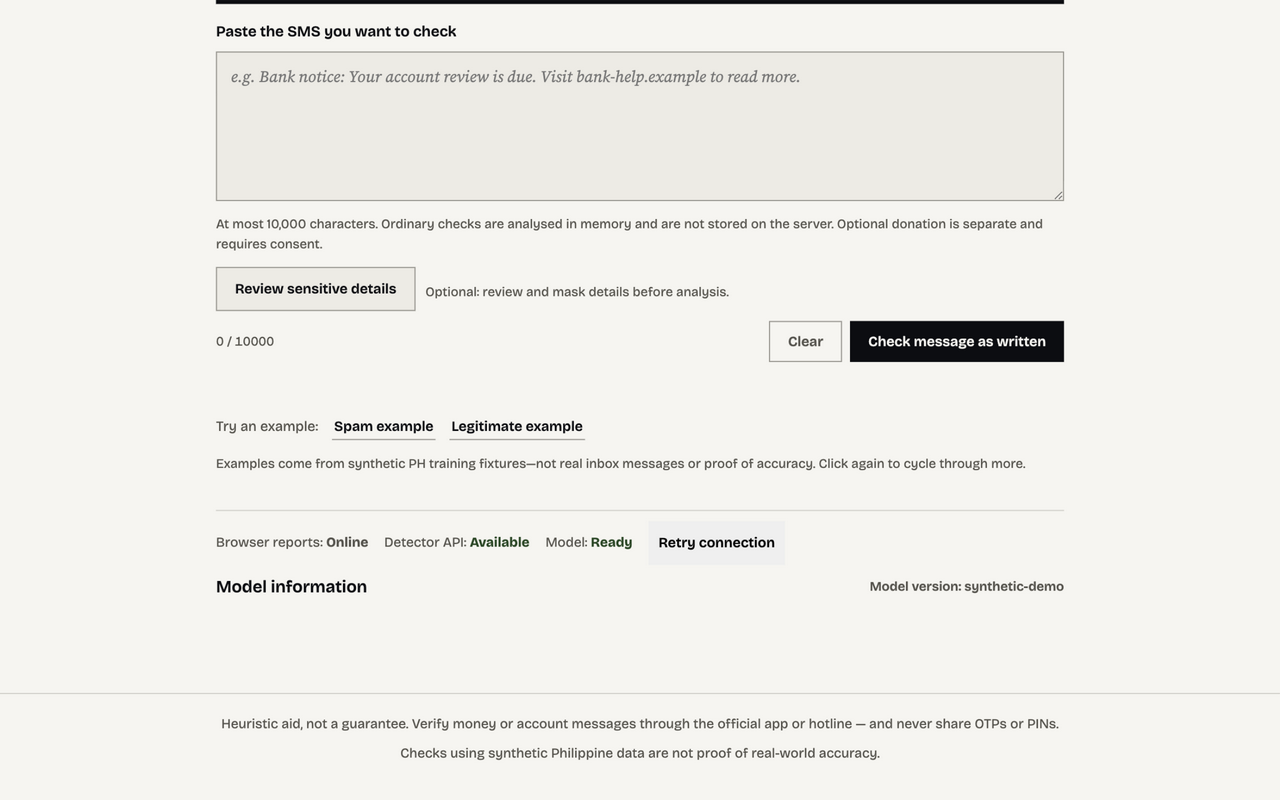 Paste the SMS you want to check
e.g. Bank notice: Your account review is due. Visit bank-help.example to read more.
At most 10,000 characters. Ordinary checks are analysed in memory and are not stored on the server. Optional donation is separate and
requires consent.
Review sensitive details
Optional: review and mask details before analysis.
0 / 10000
Clear
Check message as written
Try an example: Spam example Legitimate example
Examples come from synthetic PH training fixtures—not real inbox messages or proof of accuracy. Click again to cycle through more.
Browser reports: Online Detector API: Available Model: Ready Retry connection
Model information
Model version: synthetic-demo
Heuristic aid, not a guarantee. Verify money or account messages through the official app or hotline — and never share OTPs or PINs.
Checks using synthetic Philippine data are not proof of real-world accuracy.